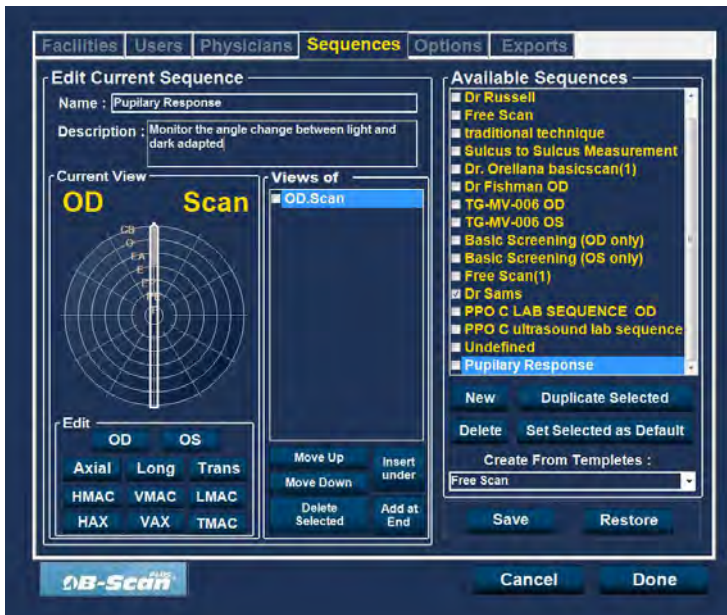 Facilities Users Physicians Sequences Options Exports
Edit Current Sequence
Name : Pupilary Response
Description : Monitor the angle change between light and
dark adapted
Current View
OD Scan
CB
O
EA
E
Edit
OD OS
Axial Long Trans
HMAC VMAC LMAC
HAX VAX TMAC
Views of
OD.Scan
Move Up
Move Down
Insert
under
Delete
Selected
Add at
End
Available Sequences
Dr Russell
Free Scan
traditional technique
Sulcus to Sulcus Measurement
Dr. Orellana basicscan(1)
Dr Fishman OD
TG-MV-006 OD
TG-MV-006 OS
Basic Screening (OD only)
Basic Screening (OS only)
Free Scan(1)
Dr Sams
PPO C LAB SEQUENCE OD
PPO C ultrasound lab sequence
Undefined
Pupilary Response
New Duplicate Selected
Delete Set Selected as Default
Create From Templetes :
Free Scan
Save Restore
B-Scan PLUS
Cancel Done